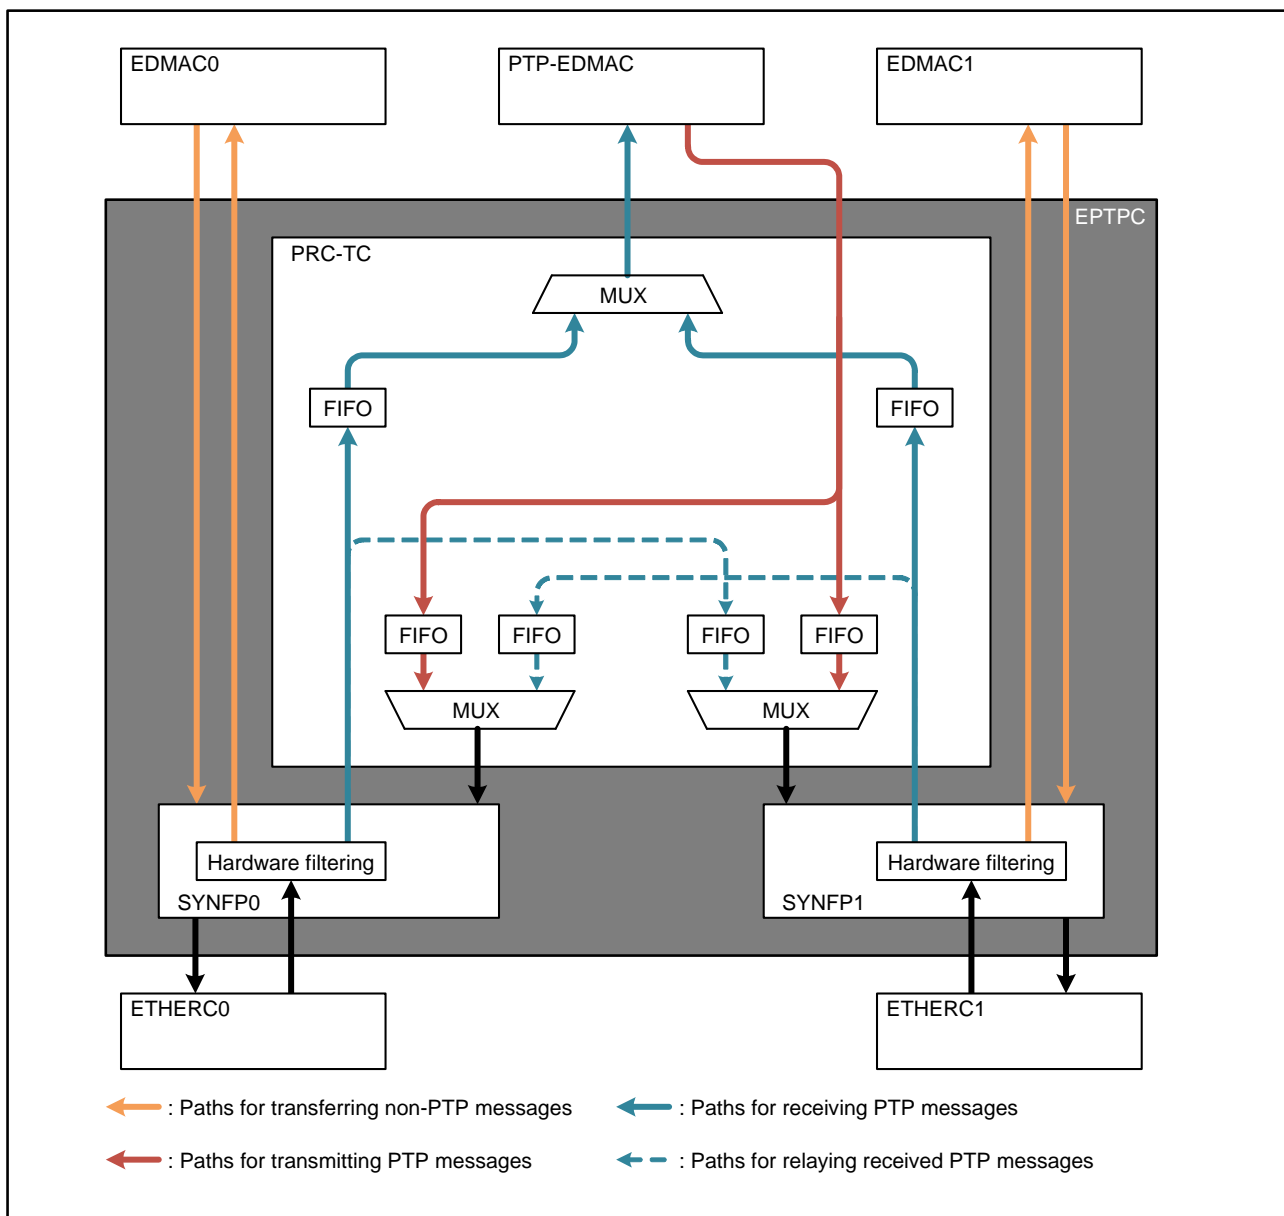 EDMAC0
PTP-EDMAC
EDMAC1
EPTPC
PRC-TC
MUX
FIFO
FIFO
FIFO
FIFO
FIFO
FIFO
MUX
MUX
Hardware filtering
SYNFP0
Hardware filtering
SYNFP1
ETHERC0
ETHERC1
: Paths for transferring non-PTP messages
: Paths for receiving PTP messages
: Paths for transmitting PTP messages
: Paths for relaying received PTP messages